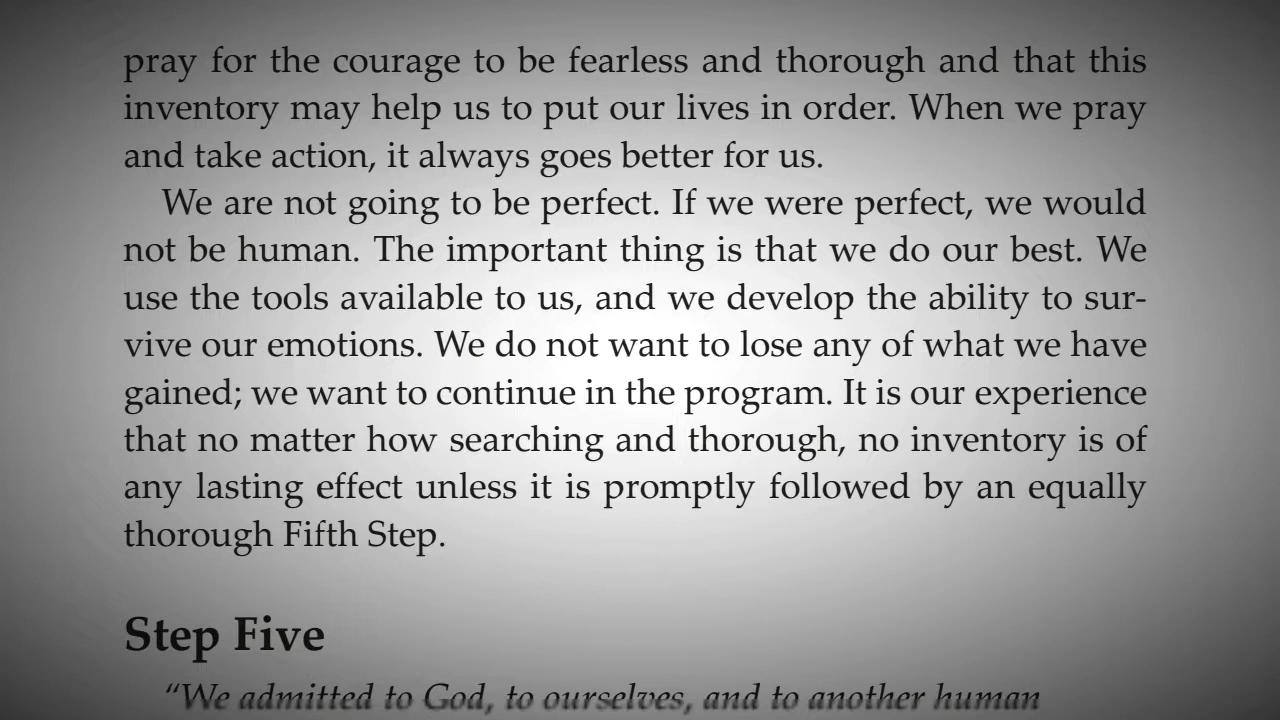 pray for the courage to be fearless and thorough and that this
inventory may help us to put our lives in order. When we pray
and take action, it always goes better for us.
We are not going to be perfect. If we were perfect, we would
not be human. The important thing is that we do our best. We
use the tools available to us, and we develop the ability to sur-
vive our emotions. We do not want to lose any of what we have
gained; we want to continue in the program. It is our experience
that no matter how searching and thorough, no inventory is of
any lasting effect unless it is promptly followed by an equally
thorough Fifth Step.
Step Five
“We admitted to God, to ourselves, and to another human